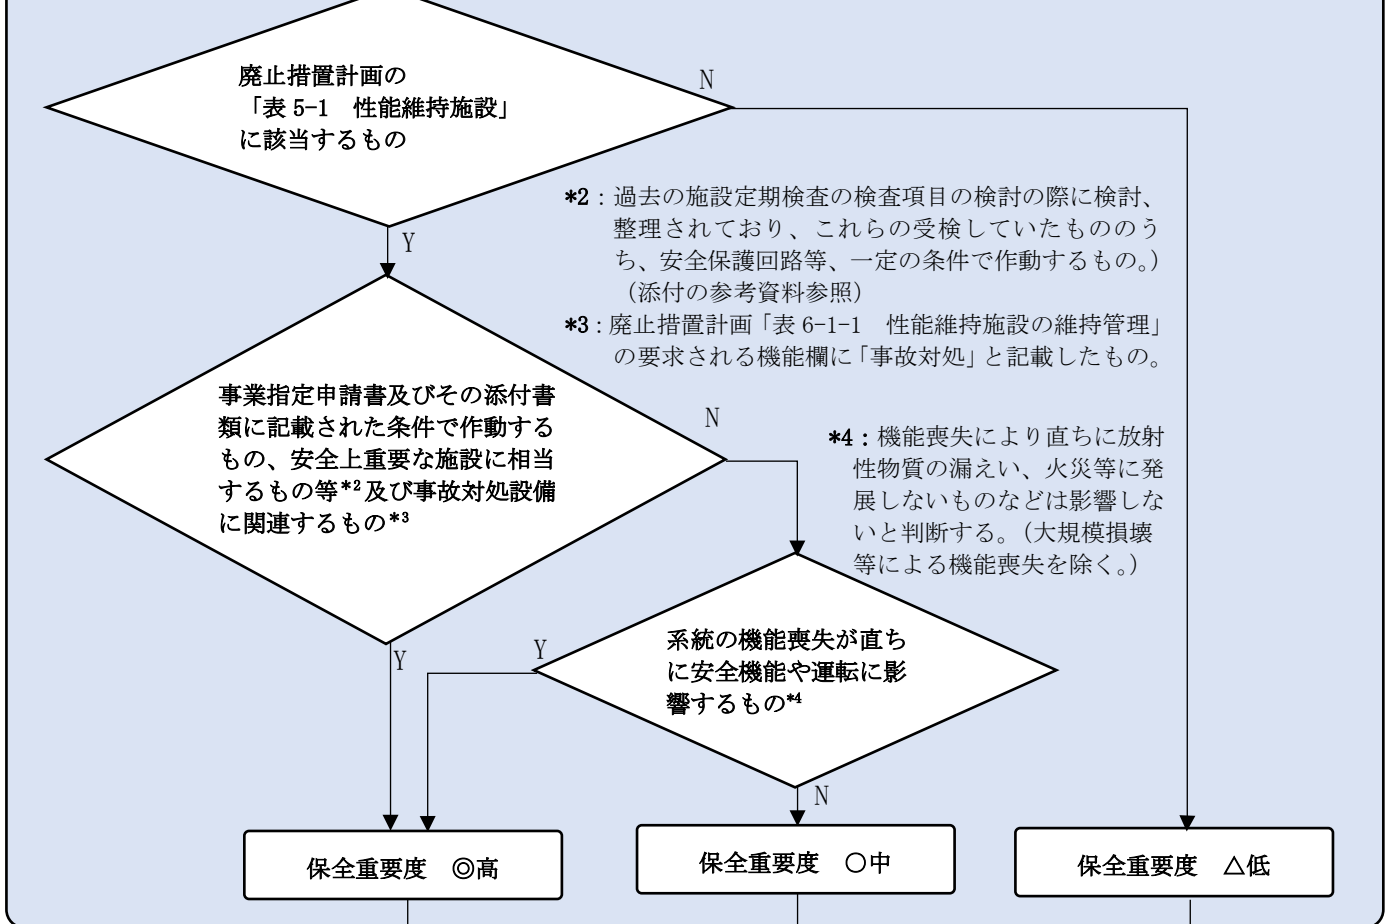 廃止措置計画の
「表 5-1　性能維持施設」
に該当するもの
N
Y
*2：過去の施設定期検査の検査項目の検討の際に検討、
整理されており、これらの受検していたもののう
ち、安全保護回路等、一定の条件で作動するもの。）
（添付の参考資料参照）
*3：廃止措置計画「表 6-1-1　性能維持施設の維持管理」
の要求される機能欄に「事故対処」と記載したもの。
事業指定申請書及びその添付書
類に記載された条件で作動する
もの、安全上重要な施設に相当
するもの等*2及び事故対処設備
に関連するもの*3
N
Y
*4：機能喪失により直ちに放射
性物質の漏えい、火災等に発
展しないものなどは影響しな
いと判断する。（大規模損壊
等による機能喪失を除く。）
系統の機能喪失が直ち
に安全機能や運転に影
響するもの*4
Y
N
保全重要度　◎高
保全重要度　○中
保全重要度　△低